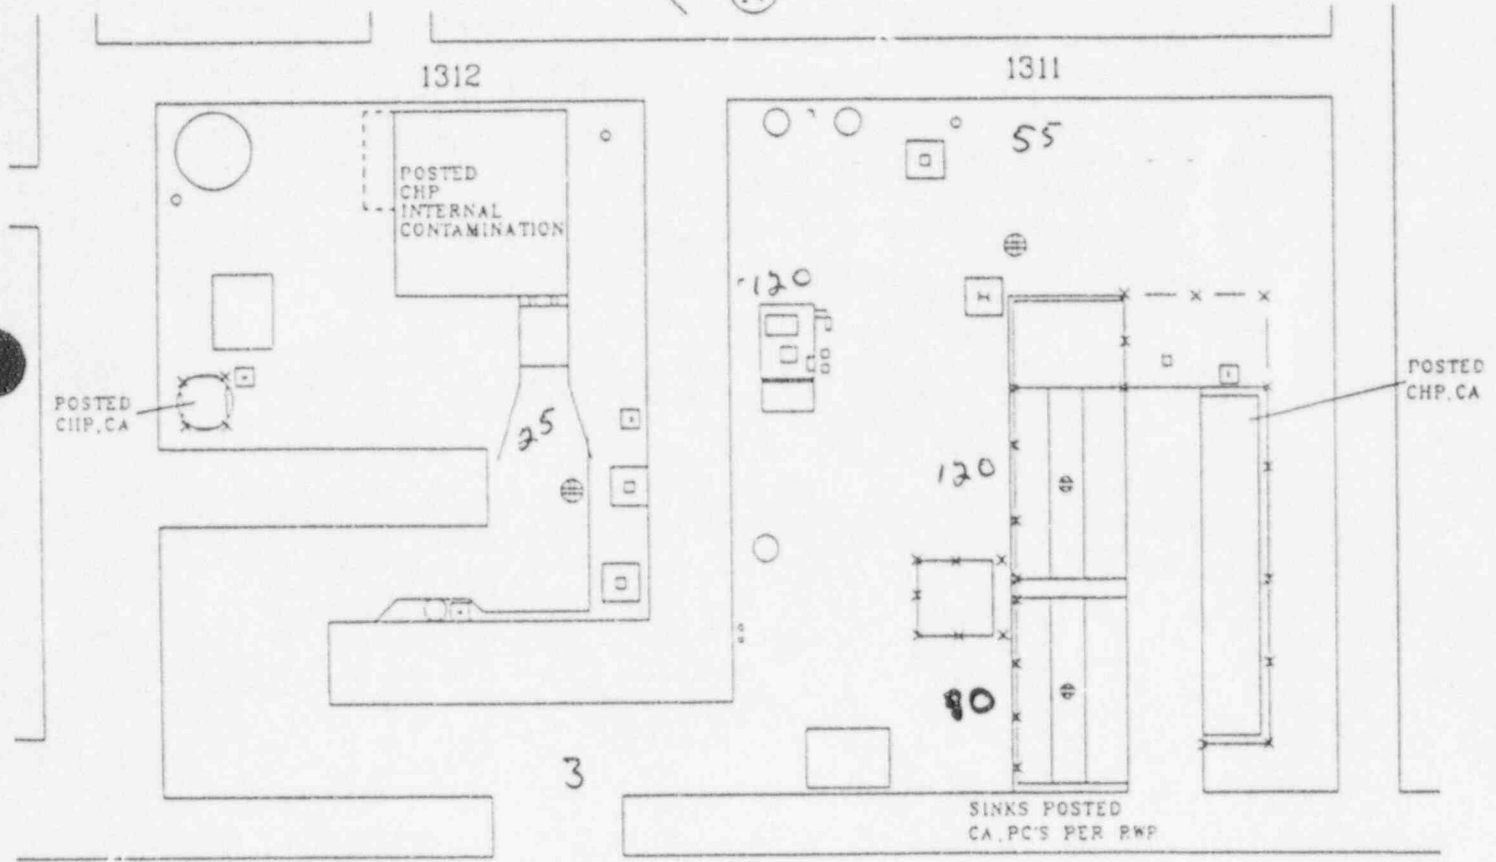 1312
1311
55
POSTED
CHP
INTERNAL
CONTAMINATION
120
POSTED
CHP, CA
POSTED
CHP, CA
25
120
80
3
SINKS POSTED
CA, PC'S PER RWP